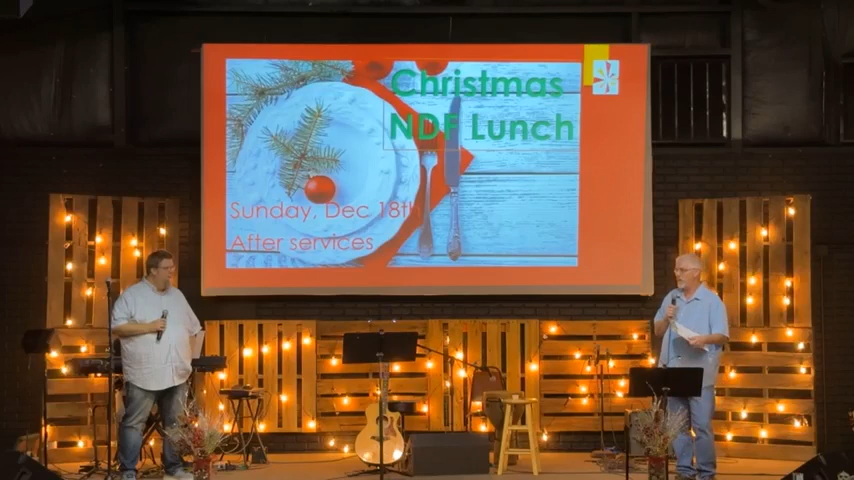 Christmas
NDF Lunch
Sunday, Dec 18th
After services